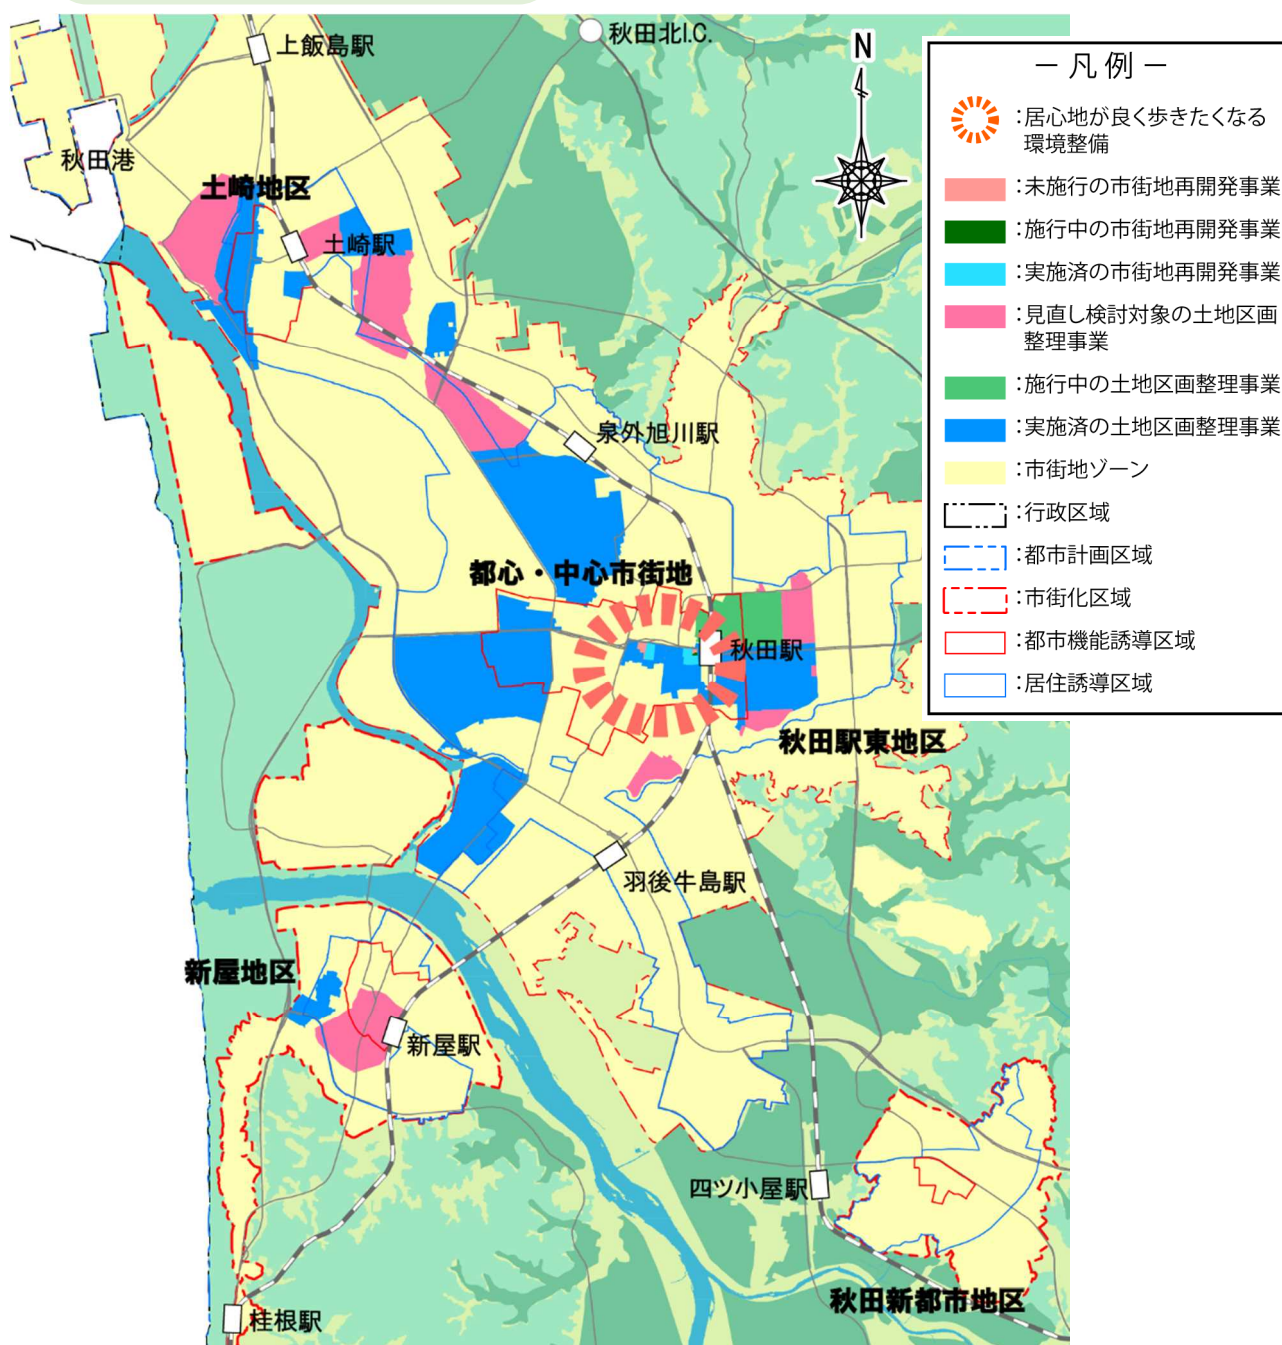 上飯島駅
秋田北I.C.
N
秋田港
土崎地区
土崎駅
泉外旭川駅
都心・中心市街地
秋田駅
秋田駅東地区
羽後牛島駅
新屋地区
新屋駅
四ツ小屋駅
秋田新都市地区
桂根駅
－凡例－
：居心地が良く歩きたくなる
環境整備
：未施行の市街地再開発事業
：施行中の市街地再開発事業
：実施済の市街地再開発事業
：見直し検討対象の土地区画
整理事業
：施行中の土地区画整理事業
：実施済の土地区画整理事業
：市街地ゾーン
：行政区域
：都市計画区域
：市街化区域
：都市機能誘導区域
：居住誘導区域